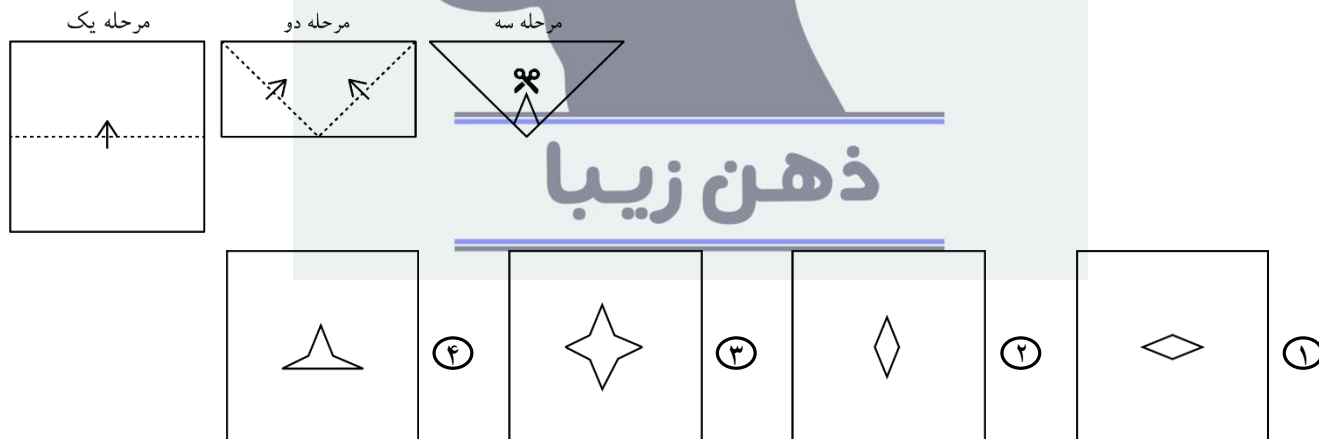 مرحله یک
مرحله دو
مرحله سه
ذهن زیبا
۱
۲
۳
۴